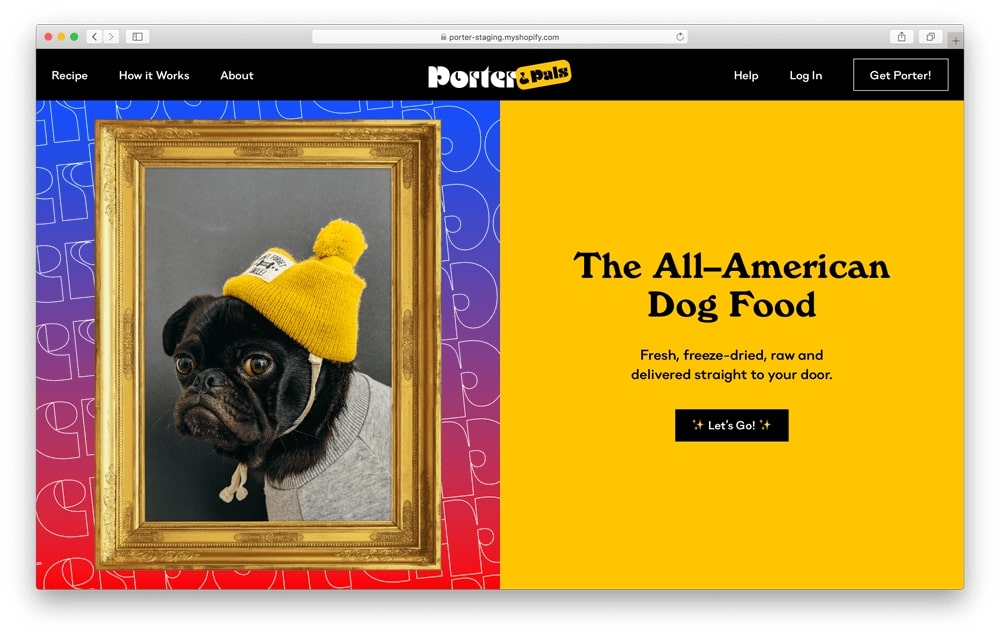 porter-staging.myshopify.com
Recipe
How it Works
About
Porter & Pals
Help
Log In
Get Porter!
The All–American
Dog Food
Fresh, freeze-dried, raw and
delivered straight to your door.
✨ Let's Go! ✨